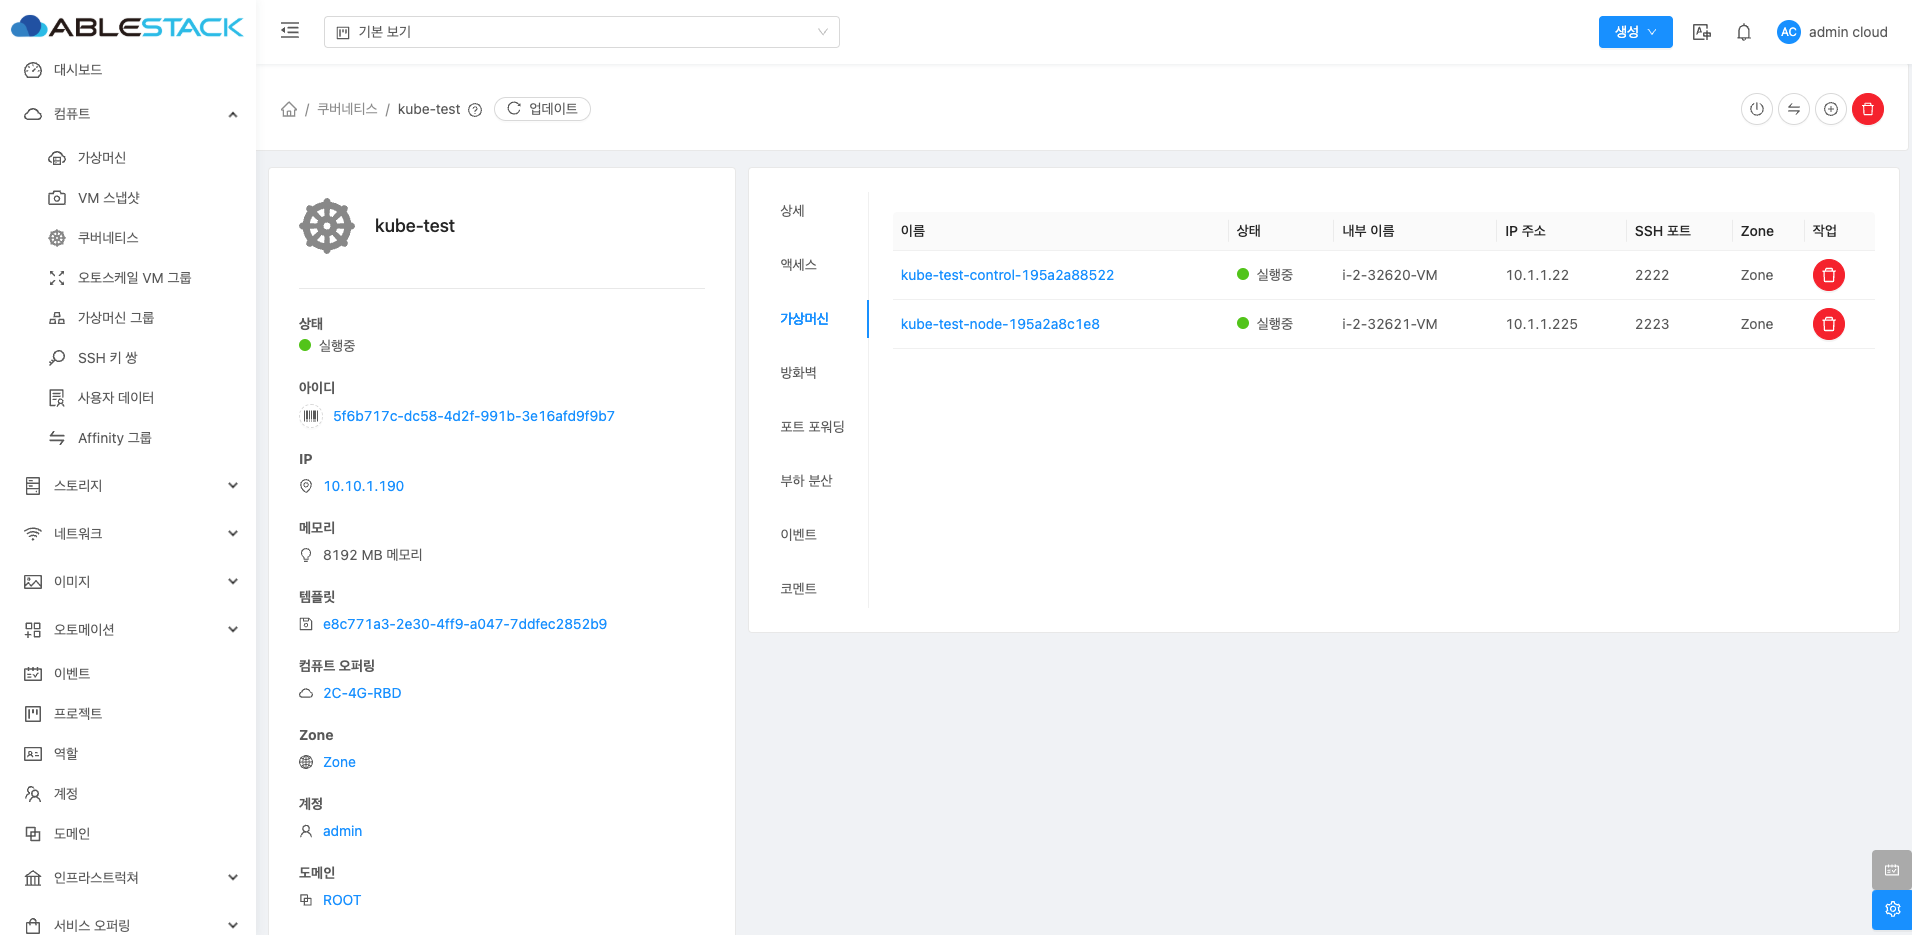 ABLESTACK
기본 보기
생성
AC
admin cloud
대시보드
컴퓨트
가상머신
VM 스냅샷
쿠버네티스
오토스케일 VM 그룹
가상머신 그룹
SSH 키 쌍
사용자 데이터
Affinity 그룹
스토리지
네트워크
이미지
오토메이션
이벤트
프로젝트
역할
계정
도메인
인프라스트럭쳐
서비스 오퍼링
/ 쿠버네티스 / kube-test
업데이트
kube-test
상태
실행중
아이디
5f6b717c-dc58-4d2f-991b-3e16afd9f9b7
IP
10.10.1.190
메모리
8192 MB 메모리
템플릿
e8c771a3-2e30-4ff9-a047-7ddfec2852b9
컴퓨트 오퍼링
2C-4G-RBD
Zone
Zone
계정
admin
도메인
ROOT
상세
액세스
가상머신
방화벽
포트 포워딩
부하 분산
이벤트
코멘트
이름 상태 내부 이름 IP 주소 SSH 포트 Zone 작업
kube-test-control-195a2a88522 실행중 i-2-32620-VM 10.1.1.22 2222 Zone
kube-test-node-195a2a8c1e8 실행중 i-2-32621-VM 10.1.1.225 2223 Zone